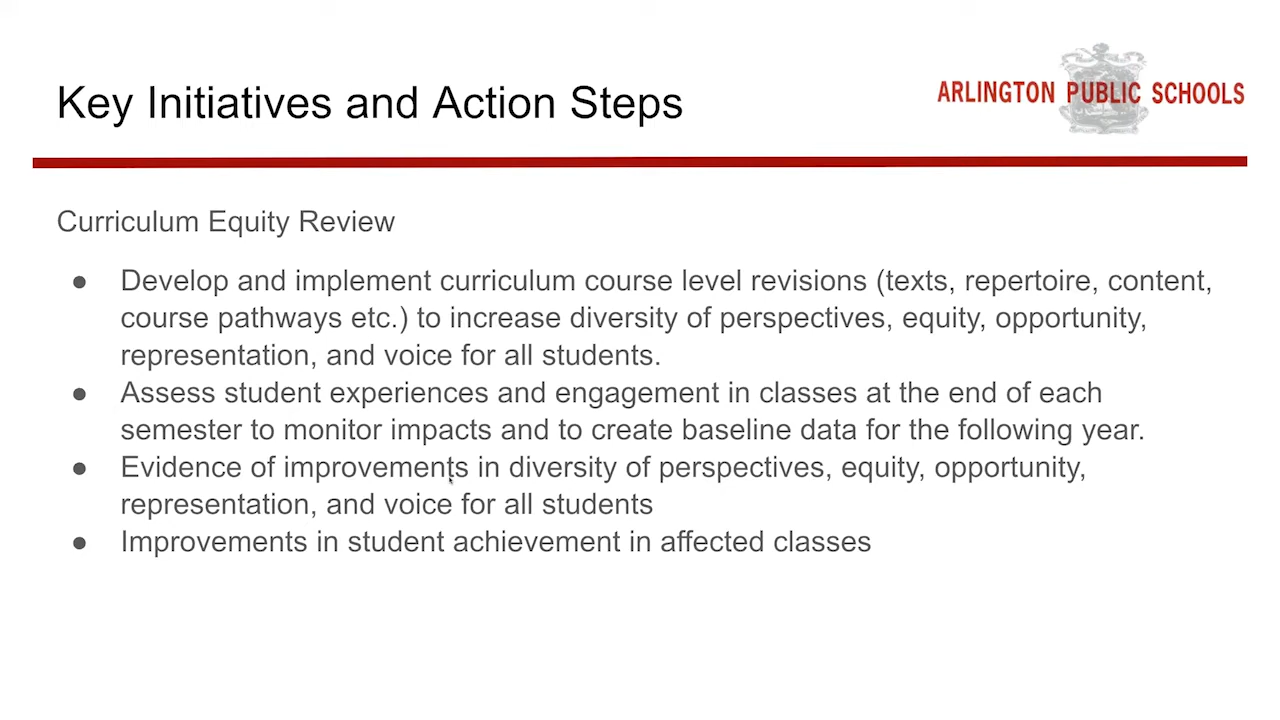 Key Initiatives and Action Steps
ARLINGTON PUBLIC SCHOOLS
Curriculum Equity Review
● Develop and implement curriculum course level revisions (texts, repertoire, content,
course pathways etc.) to increase diversity of perspectives, equity, opportunity,
representation, and voice for all students.
● Assess student experiences and engagement in classes at the end of each
semester to monitor impacts and to create baseline data for the following year.
● Evidence of improvements in diversity of perspectives, equity, opportunity,
representation, and voice for all students
● Improvements in student achievement in affected classes